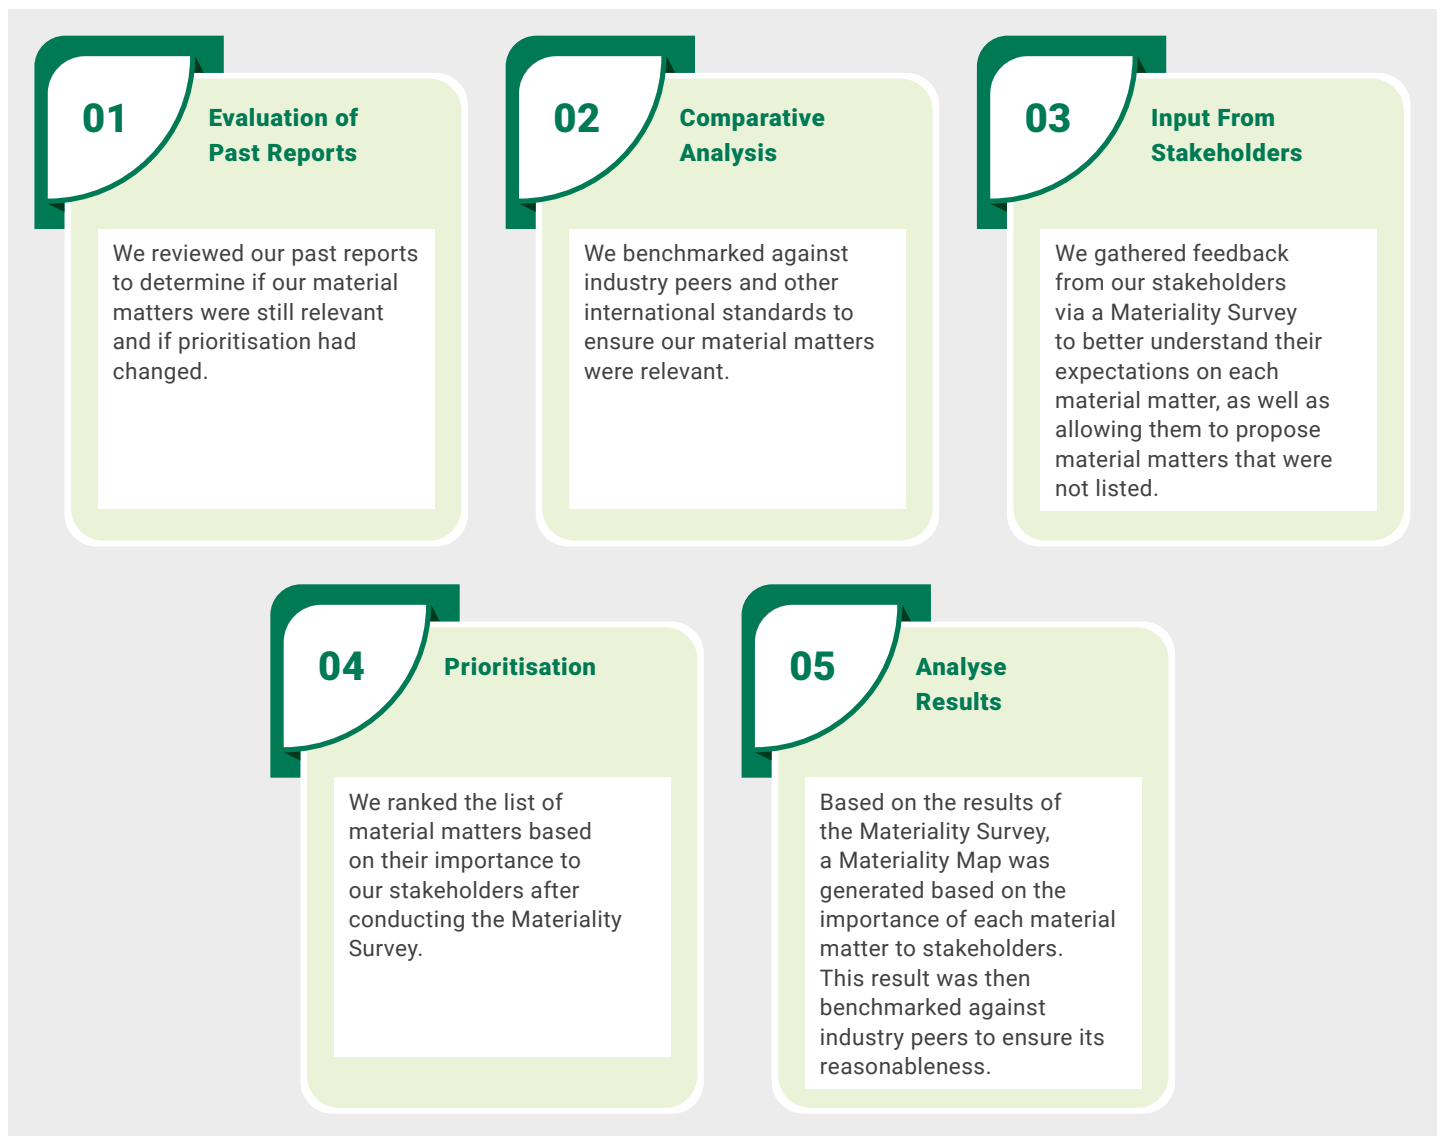 01
Evaluation of
Past Reports
We reviewed our past reports
to determine if our material
matters were still relevant
and if prioritisation had
changed.
02
Comparative
Analysis
We benchmarked against
industry peers and other
international standards to
ensure our material matters
were relevant.
03
Input From
Stakeholders
We gathered feedback
from our stakeholders
via a Materiality Survey
to better understand their
expectations on each
material matter, as well as
allowing them to propose
material matters that were
not listed.
04
Prioritisation
We ranked the list of
material matters based
on their importance to
our stakeholders after
conducting the Materiality
Survey.
05
Analyse
Results
Based on the results of
the Materiality Survey,
a Materiality Map was
generated based on the
importance of each material
matter to stakeholders.
This result was then
benchmarked against
industry peers to ensure its
reasonableness.